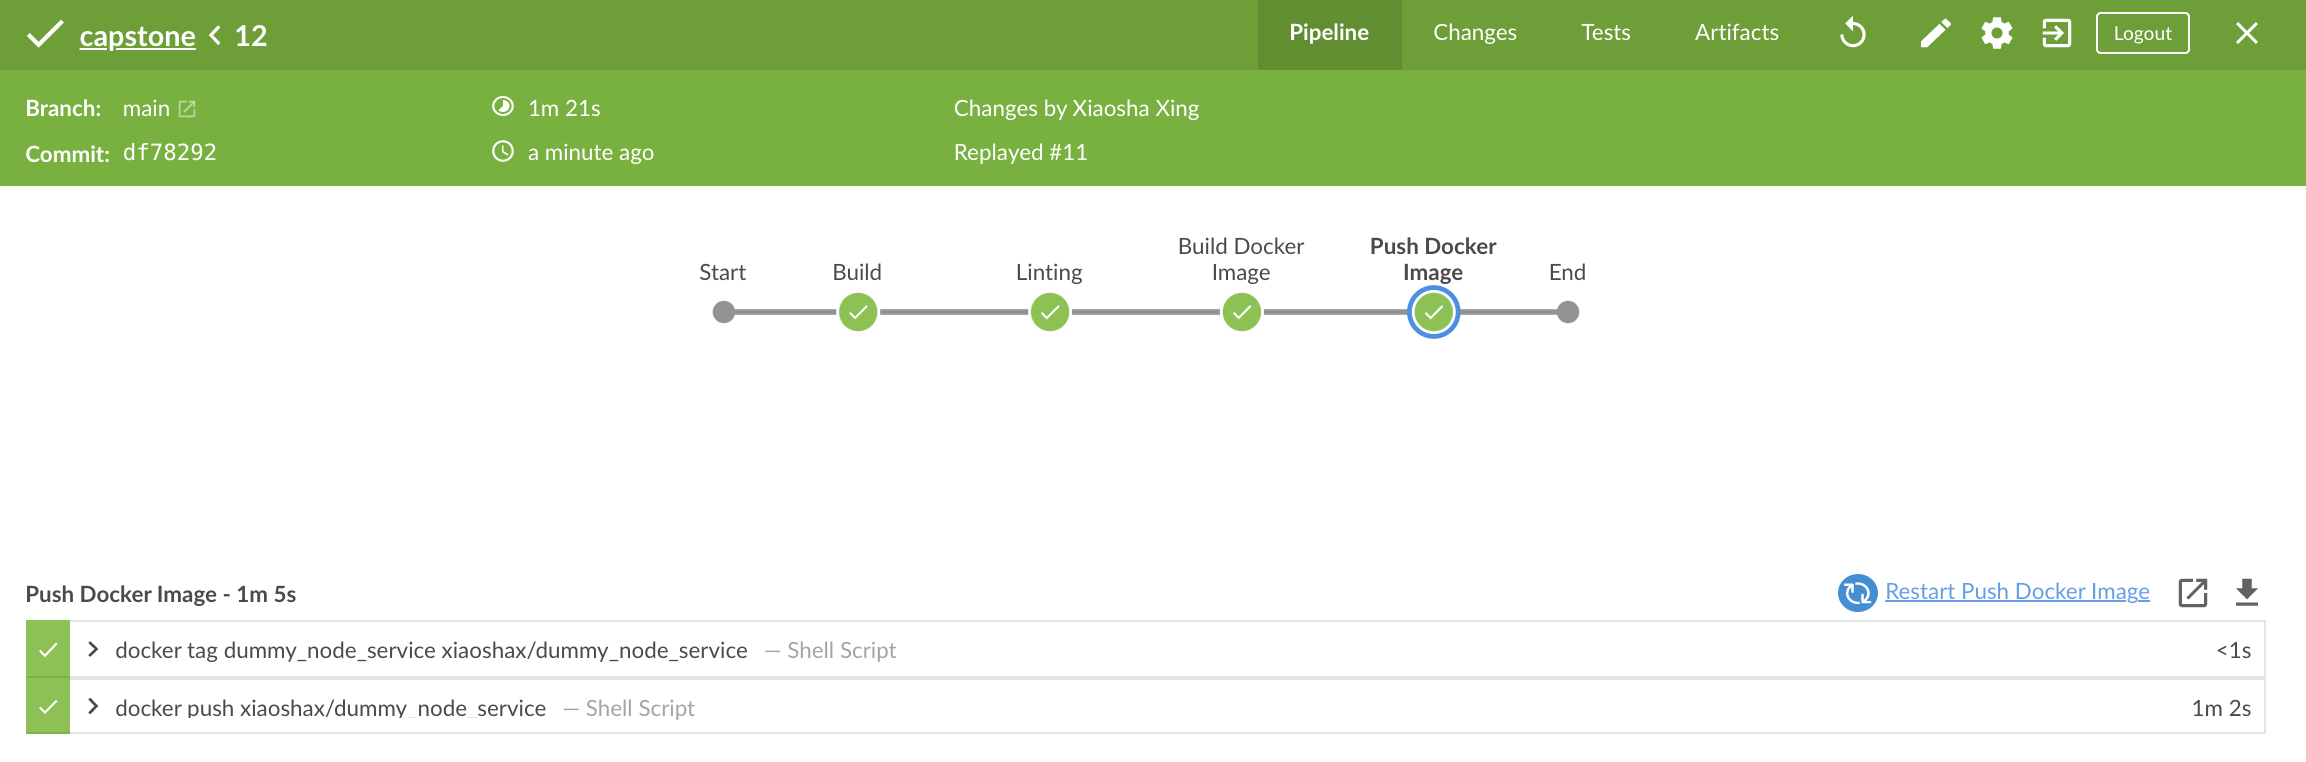 capstone < 12
Pipeline
Changes
Tests
Artifacts
Logout
Branch: main
1m 21s
Changes by Xiaosha Xing
Commit: df78292
a minute ago
Replayed #11
Start
Build
Linting
Build Docker
Image
Push Docker
Image
End
Push Docker Image - 1m 5s
Restart Push Docker Image
docker tag dummy_node_service xiaoshax/dummy_node_service — Shell Script
<1s
docker push xiaoshax/dummy_node_service — Shell Script
1m 2s